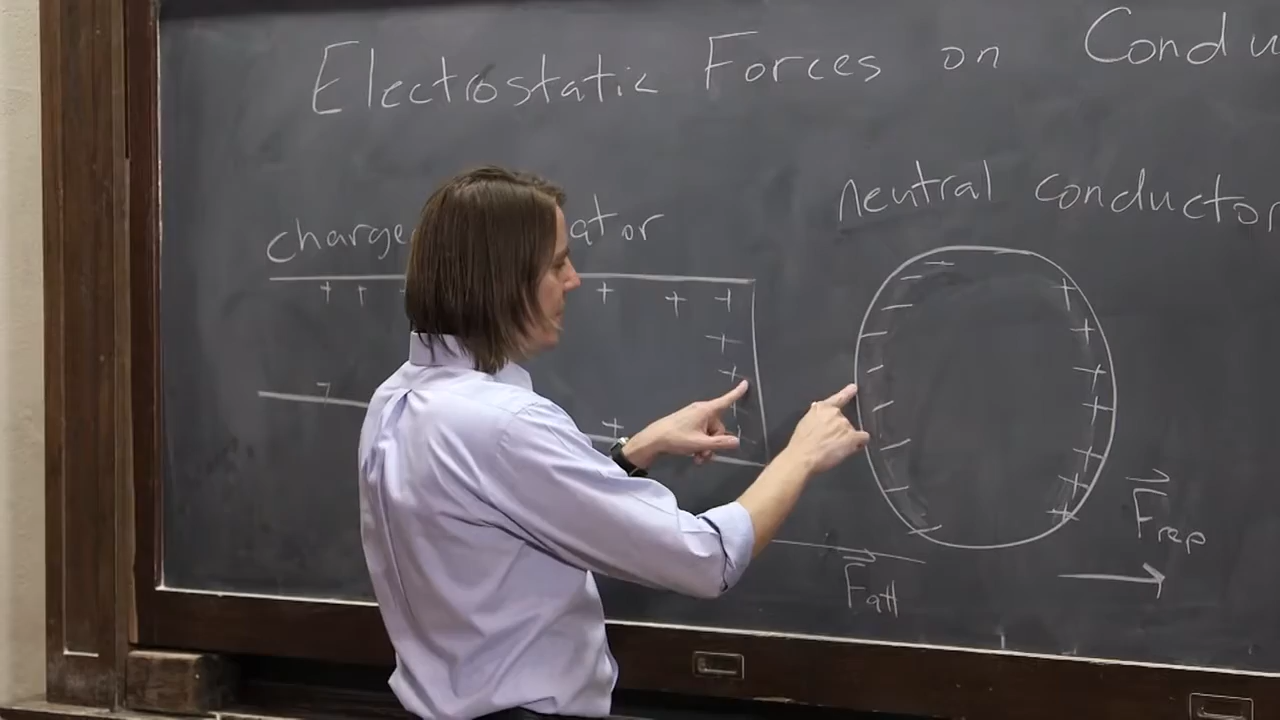 Electrostatic Forces on Condu
charge ator
neutral conductor
+ + + + +
+
+
+
F rep
F att